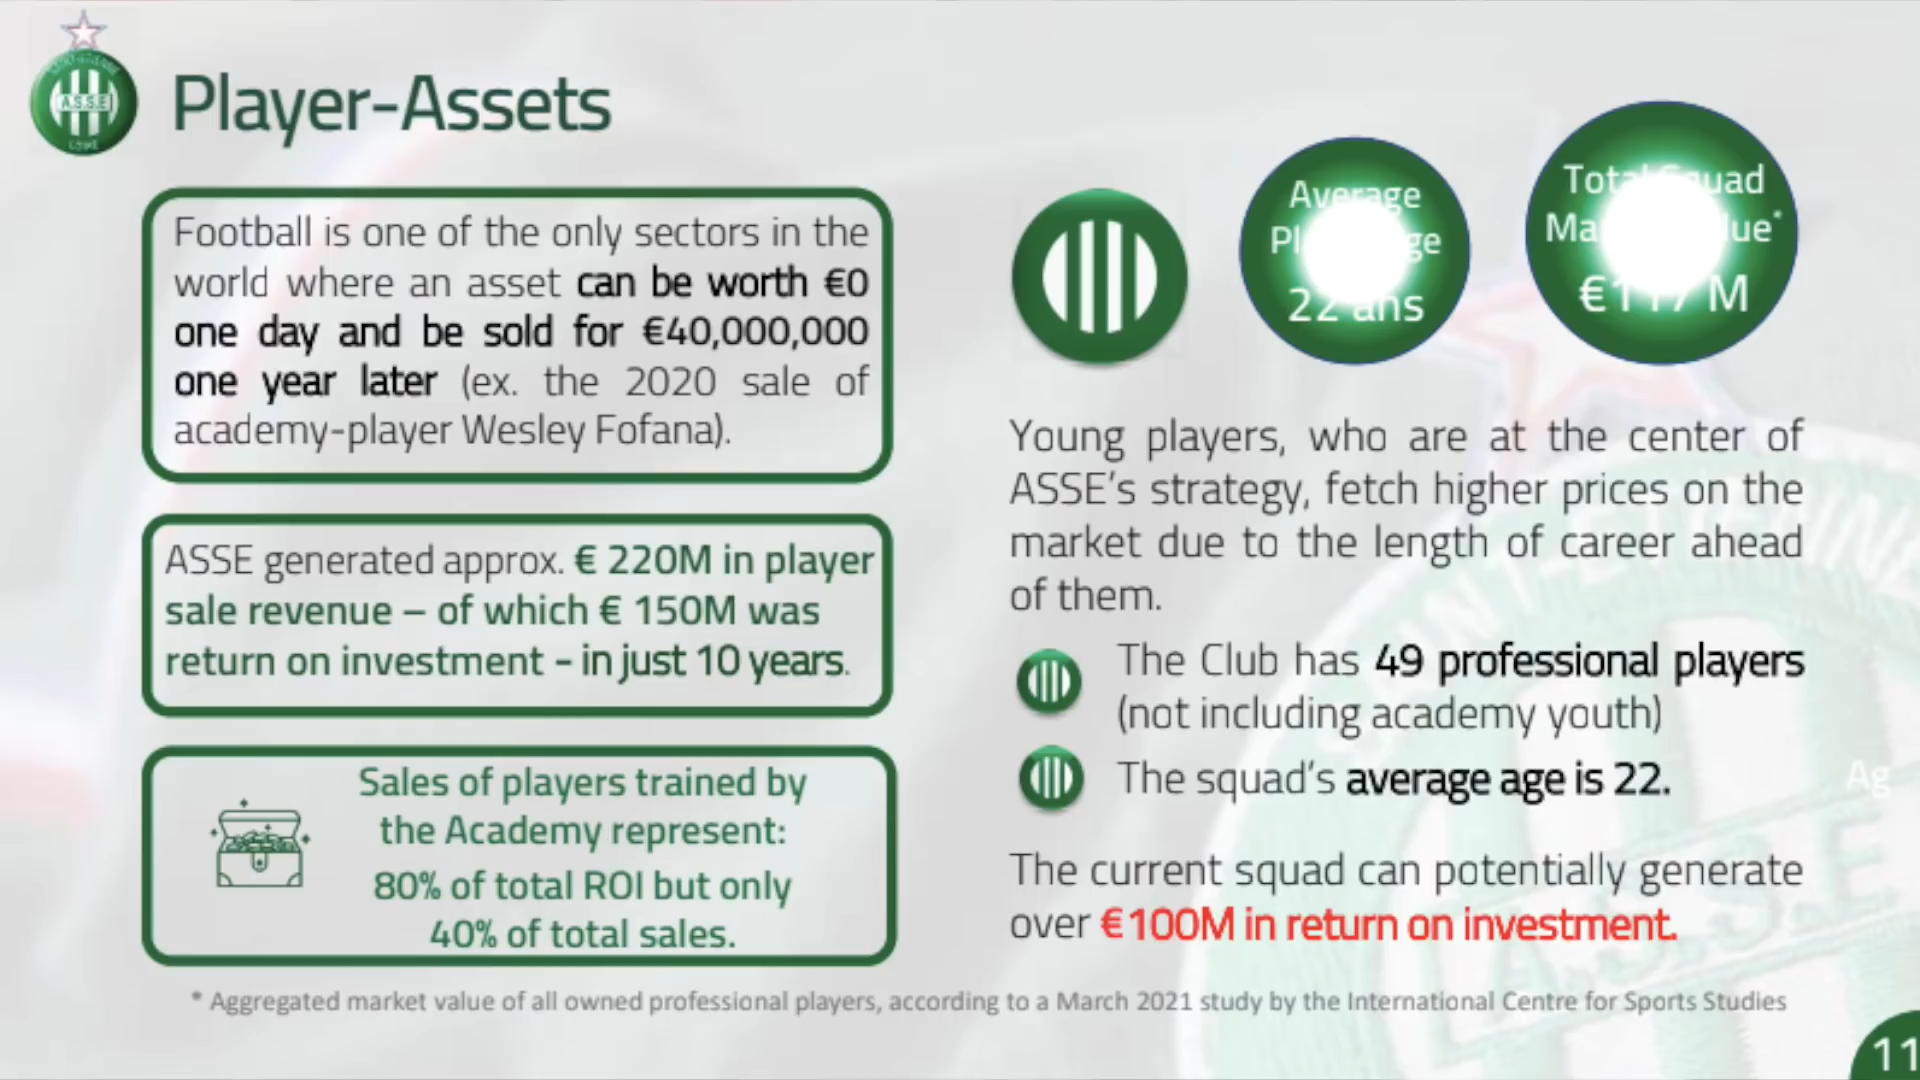 Player-Assets
Football is one of the only sectors in the
world where an asset can be worth €0
one day and be sold for €40,000,000
one year later (ex. the 2020 sale of
academy-player Wesley Fofana).
ASSE generated approx. € 220M in player
sale revenue – of which € 150M was
return on investment - in just 10 years.
Sales of players trained by
the Academy represent:
80% of total ROI but only
40% of total sales.
Average
22 ans
Total
M
Young players, who are at the center of
ASSE's strategy, fetch higher prices on the
market due to the length of career ahead
of them.
The Club has 49 professional players
(not including academy youth)
The squad's average age is 22.
The current squad can potentially generate
over €100M in return on investment.
* Aggregated market value of all owned professional players, according to a March 2021 study by the International Centre for Sports Studies
Ag
11
A.S.S.E
LOIRE